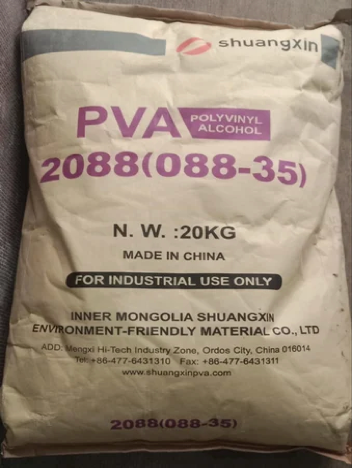 shuangxin
PVA POLYVINYL
ALCOHOL
2088(088-35)
N. W. :20KG
MADE IN CHINA
FOR INDUSTRIAL USE ONLY
INNER MONGOLIA SHUANGXIN
ENVIRONMENT-FRIENDLY MATERIAL CO., LTD
ADD: Mengxi Hi-Tech Industry Zone, Ordos City, China 016014
Tel: +86-477-6431310 Fax: +86-477-6431311
www.shuangxinpva.com
2088(088-35)